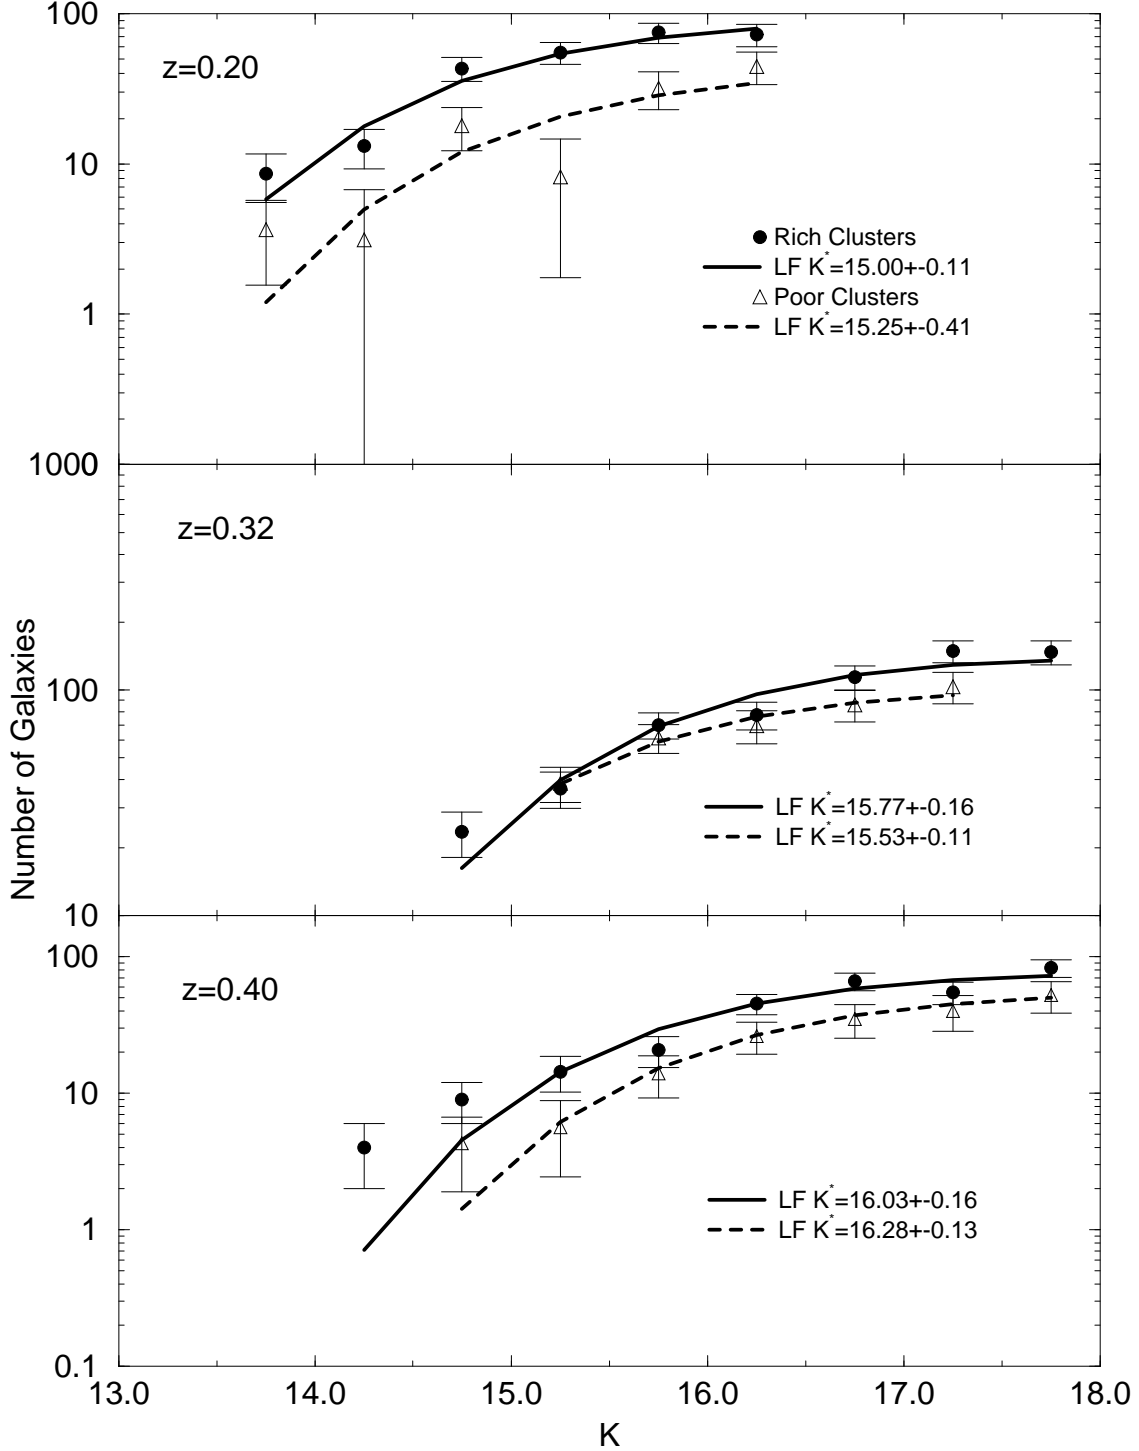 100
z=0.20
10
Rich Clusters
LF K*=15.00+-0.11
Poor Clusters
1
LF K*=15.25+-0.41
1000
z=0.32
Number of Galaxies
100
LF K*=15.77+-0.16
LF K*=15.53+-0.11
10
100
z=0.40
10
LF K*=16.03+-0.16
1
LF K*=16.28+-0.13
0.1
13.0 14.0 15.0 16.0 17.0 18.0
K